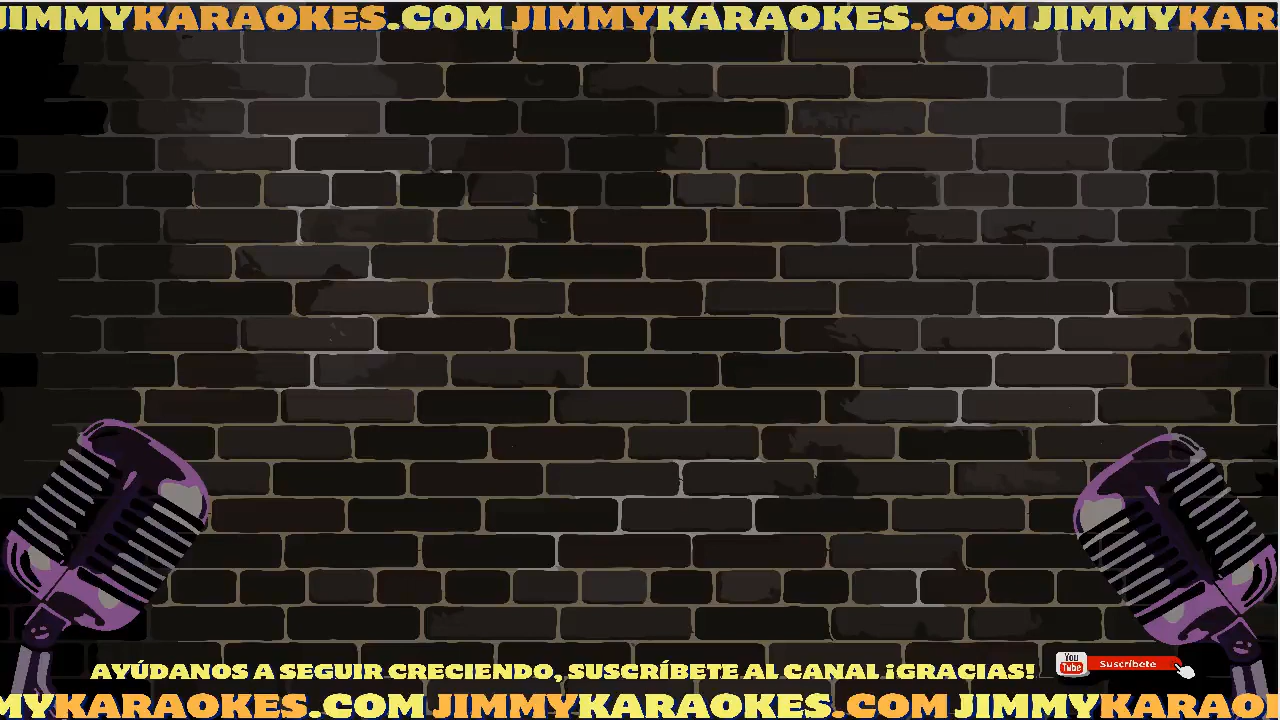 JIMMYKARAOKES.COM JIMMYKARAOKES.COM JIMMYKAR
AYÚDANOS A SEGUIR CRECIENDO, SUSCRÍBETE AL CANAL ¡GRACIAS!
You
Tube
Suscríbete
MYKARAOKES.COM JIMMYKARAOKES.COM JIMMYKARAO